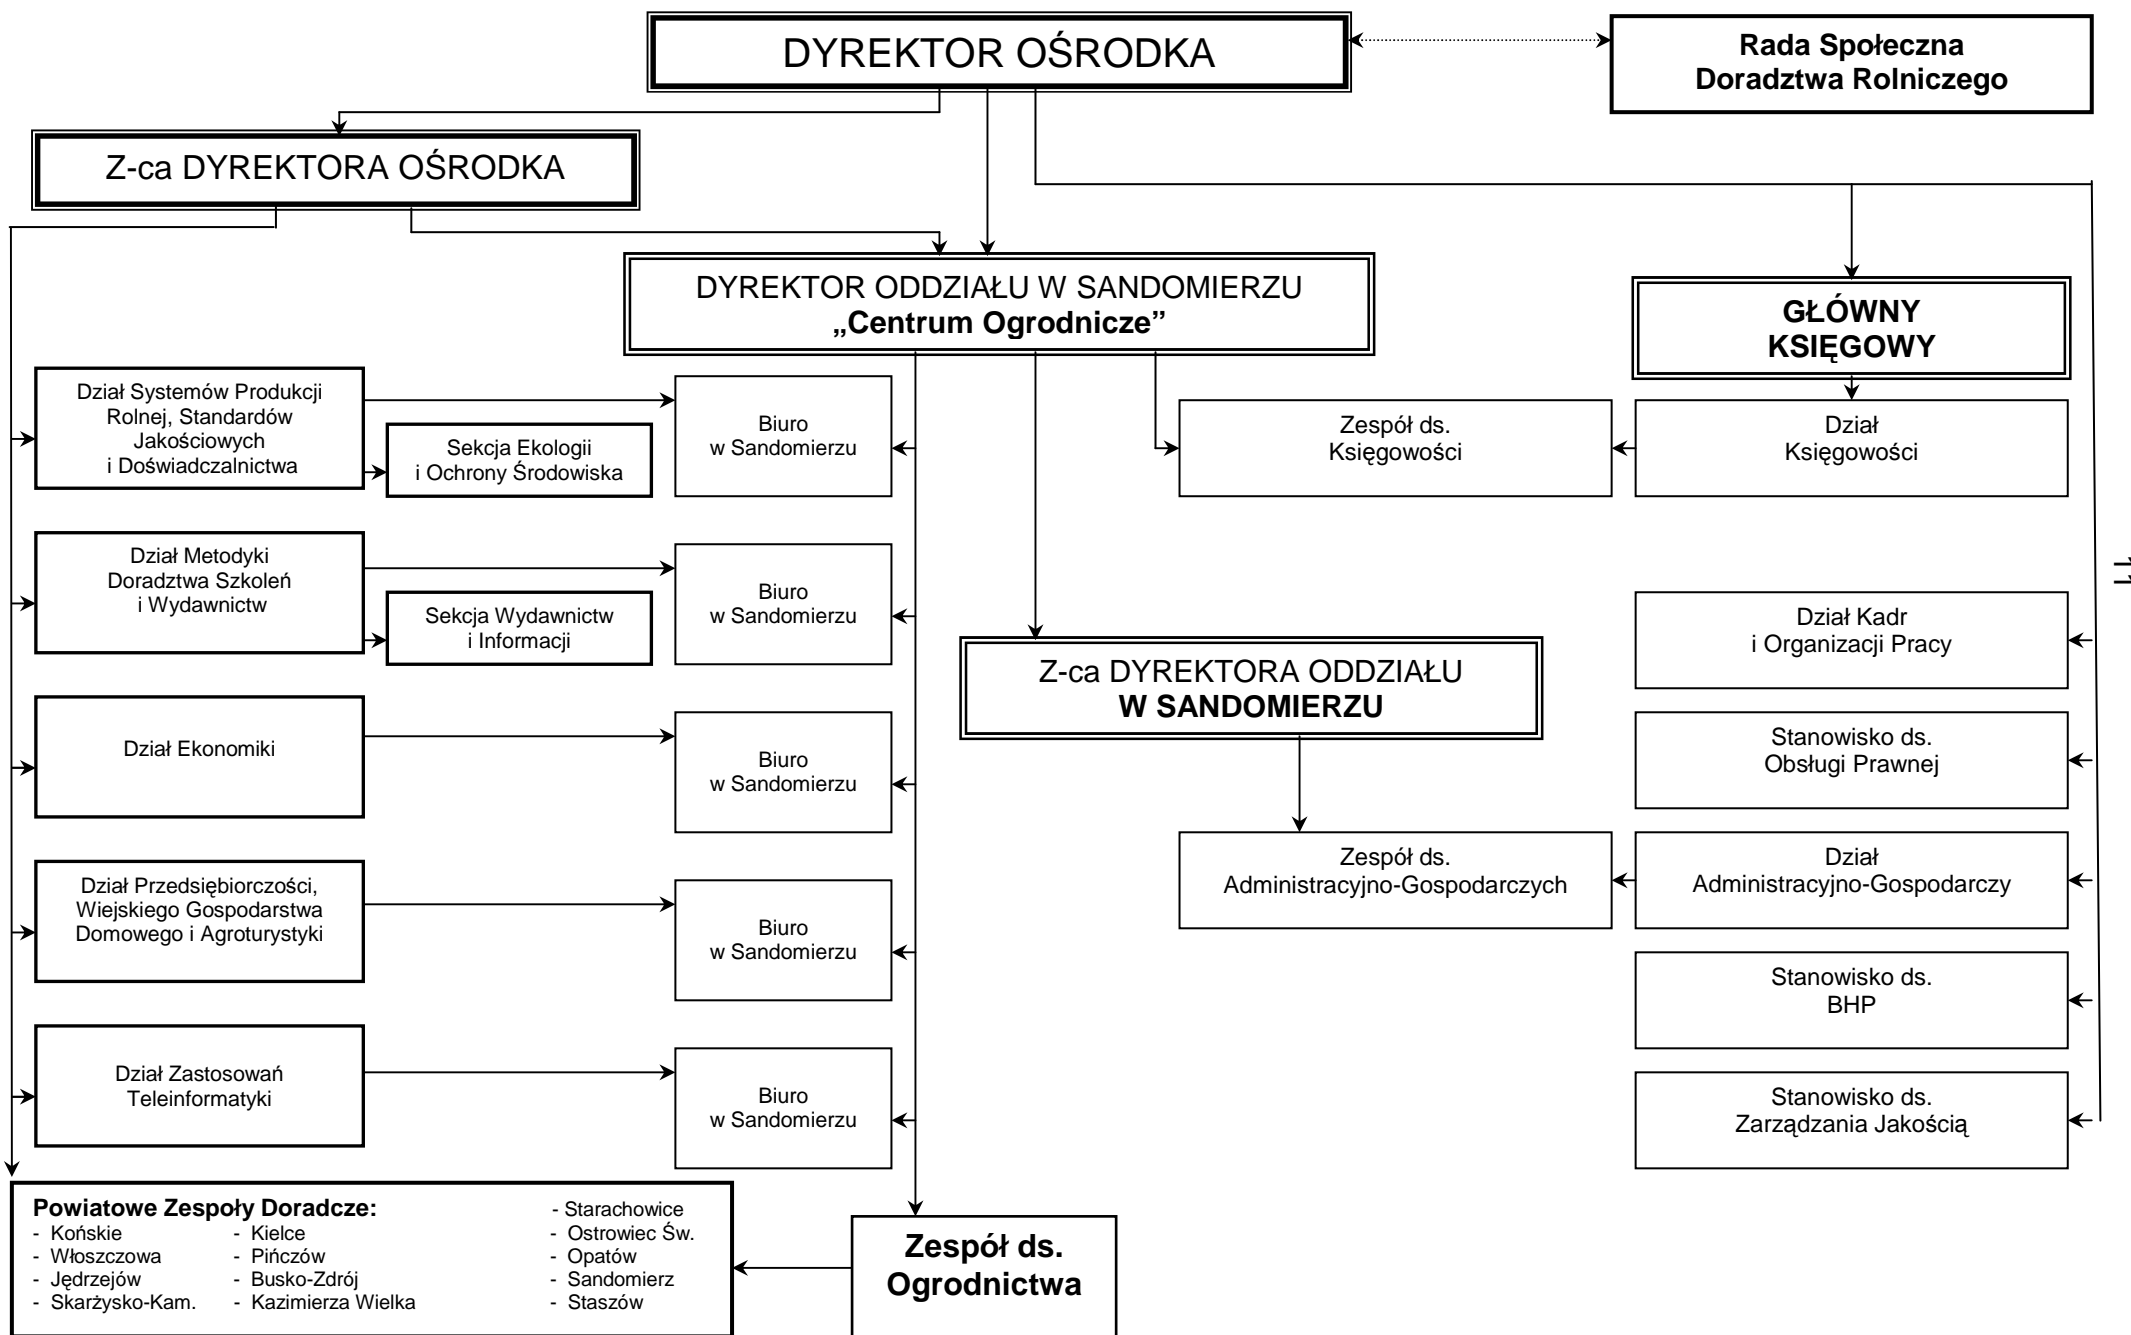 DYREKTOR OŚRODKA
Rada Społeczna
Doradztwa Rolniczego
Z-ca DYREKTORA OŚRODKA
DYREKTOR ODDZIAŁU W SANDOMIERZU
„Centrum Ogrodnicze”
GŁÓWNY
KSIĘGOWY
Dział Systemów Produkcji
Rolnej, Standardów
Jakościowych
i Doświadczalnictwa
Sekcja Ekologii
i Ochrony Środowiska
Biuro
w Sandomierzu
Zespół ds.
Księgowości
Dział
Księgowości
Dział Metodyki
Doradztwa Szkoleń
i Wydawnictw
Sekcja Wydawnictw
i Informacji
Biuro
w Sandomierzu
Dział Kadr
i Organizacji Pracy
Z-ca DYREKTORA ODDZIAŁU
W SANDOMIERZU
Dział Ekonomiki
Biuro
w Sandomierzu
Stanowisko ds.
Obsługi Prawnej
Dział Przedsiębiorczości,
Wiejskiego Gospodarstwa
Domowego i Agroturystyki
Biuro
w Sandomierzu
Zespół ds.
Administracyjno-Gospodarczych
Dział
Administracyjno-Gospodarczy
Stanowisko ds.
BHP
Dział Zastosowań
Teleinformatyki
Biuro
w Sandomierzu
Stanowisko ds.
Zarządzania Jakością
Powiatowe Zespoły Doradcze:
- Końskie
- Włoszczowa
- Jędrzejów
- Skarżysko-Kam.
- Kielce
- Pińczów
- Busko-Zdrój
- Kazimierza Wielka
- Starachowice
- Ostrowiec Św.
- Opatów
- Sandomierz
- Staszów
Zespół ds.
Ogrodnictwa